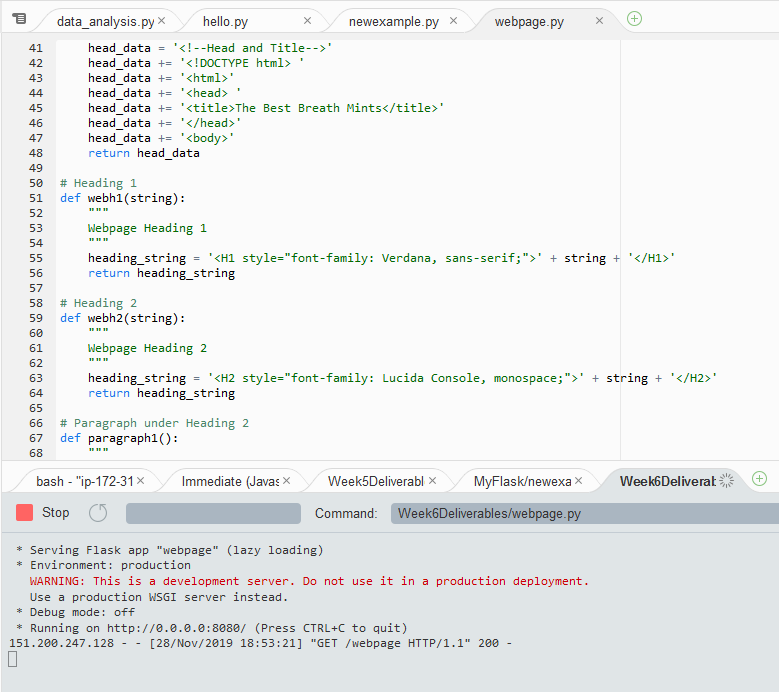 data_analysis.py × hello.py × newexample.py × webpage.py ×
41 head_data = '<!--Head and Title-->'
42 head_data += '<!DOCTYPE html> '
43 head_data += '<html>'
44 head_data += '<head> '
45 head_data += '<title>The Best Breath Mints</title>'
46 head_data += '</head>'
47 head_data += '<body>'
48 return head_data
49
50 # Heading 1
51 def webh1(string):
52 """
53 Webpage Heading 1
54 """
55 heading_string = '<H1 style="font-family: Verdana, sans-serif;">' + string + '</H1>'
56 return heading_string
57
58 # Heading 2
59 def webh2(string):
60 """
61 Webpage Heading 2
62 """
63 heading_string = '<H2 style="font-family: Lucida Console, monospace;">' + string + '</H2>'
64 return heading_string
65
66 # Paragraph under Heading 2
67 def paragraph1():
68 """
bash - "ip-172-31 × Immediate (Javas × Week5Deliverabl × MyFlask/newexa × Week6Deliverab
Stop Command: Week6Deliverables/webpage.py
* Serving Flask app "webpage" (lazy loading)
* Environment: production
WARNING: This is a development server. Do not use it in a production deployment.
Use a production WSGI server instead.
* Debug mode: off
* Running on http://0.0.0.0:8080/ (Press CTRL+C to quit)
151.200.247.128 - - [28/Nov/2019 18:53:21] "GET /webpage HTTP/1.1" 200 -